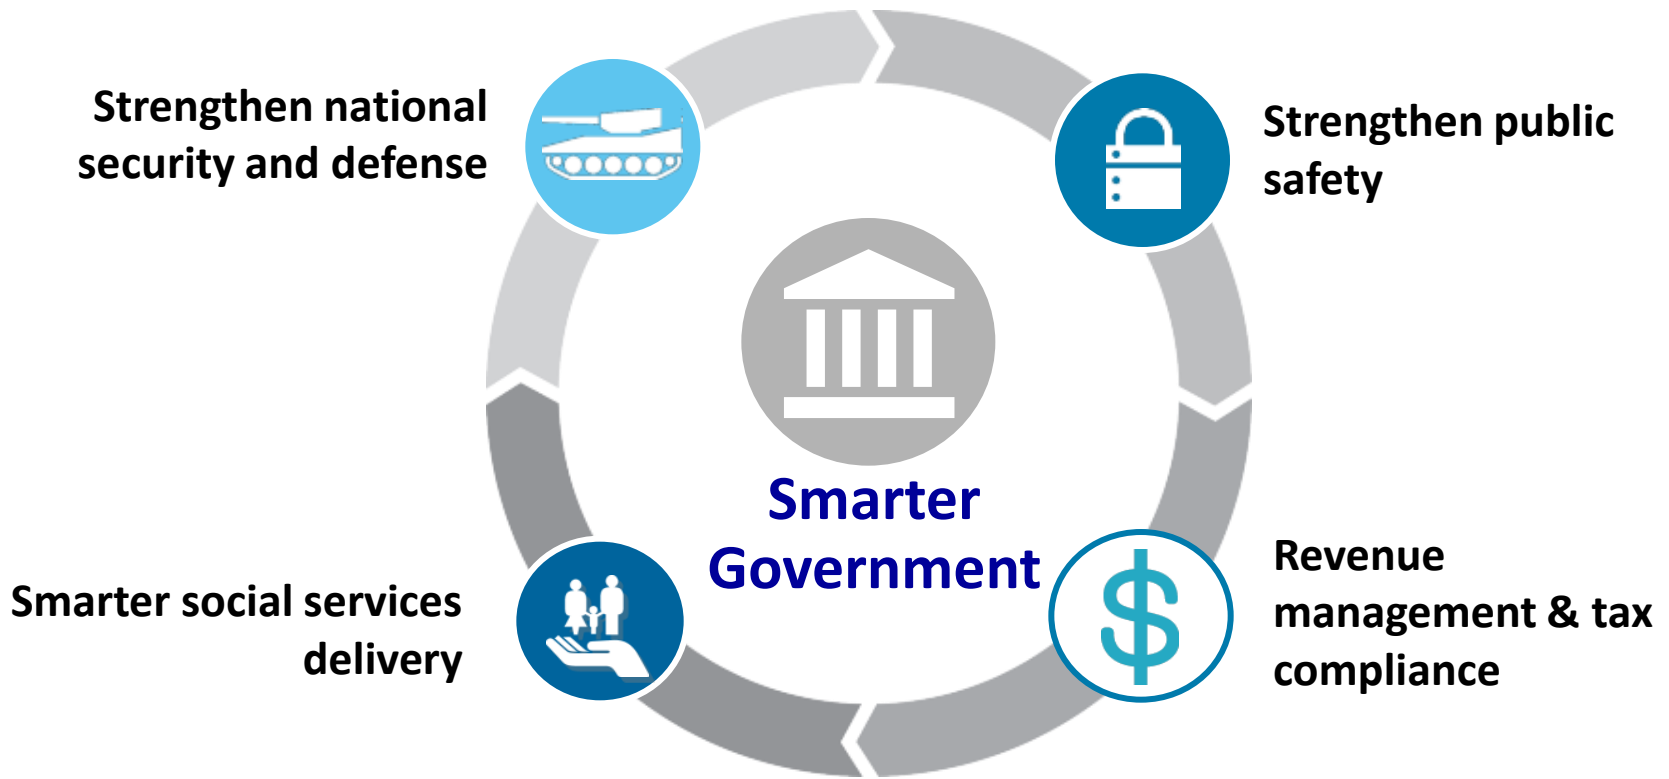 Strengthen national
security and defense
Strengthen public
safety
Smarter
Government
Smarter social services
delivery
Revenue
management & tax
compliance